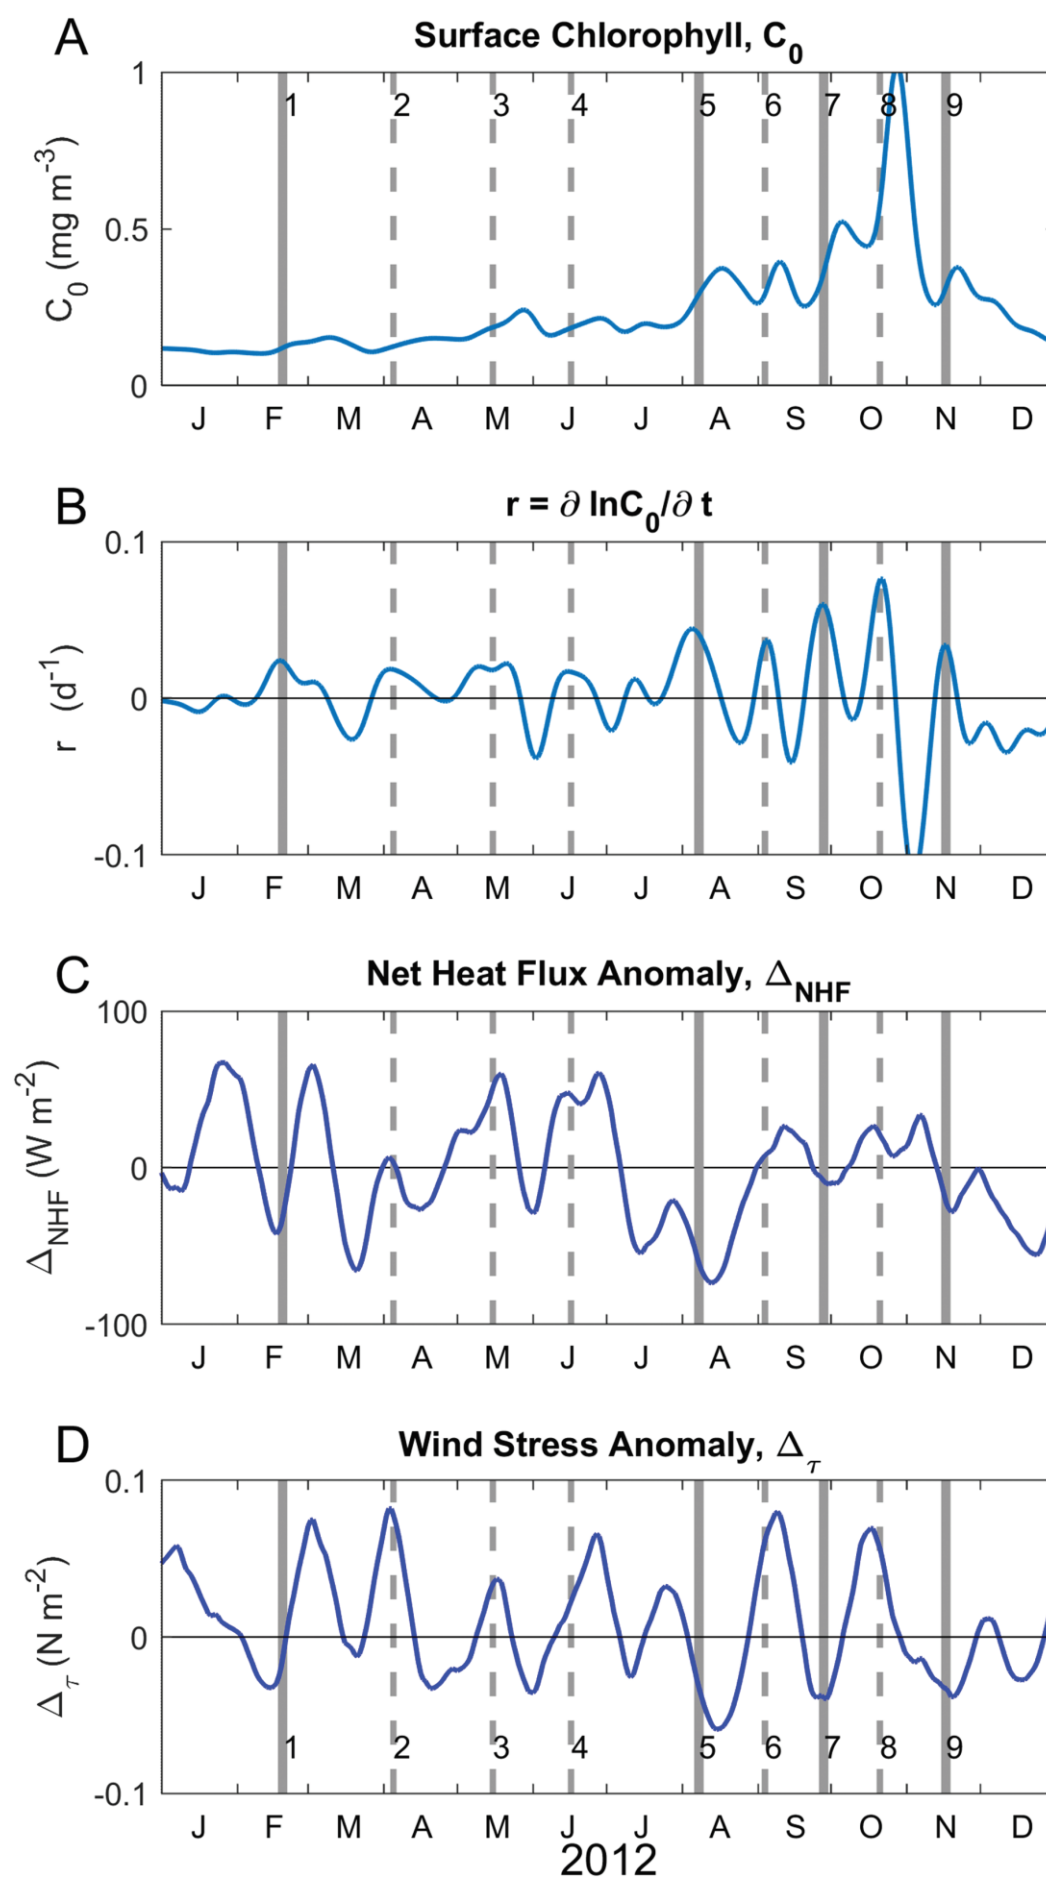 A
Surface Chlorophyll, C0
1
0.5
0
C0 (mg m-3)
1 2 3 4 5 6 7 8 9
J F M A M J J A S O N D
B
r = ∂ lnC0/∂ t
0.1
0
-0.1
r (d-1)
J F M A M J J A S O N D
C
Net Heat Flux Anomaly, ΔNHF
100
0
-100
ΔNHF (W m-2)
J F M A M J J A S O N D
D
Wind Stress Anomaly, Δτ
0.1
0
-0.1
Δτ (N m-2)
1 2 3 4 5 6 7 8 9
J F M A M J J A S O N D
2012